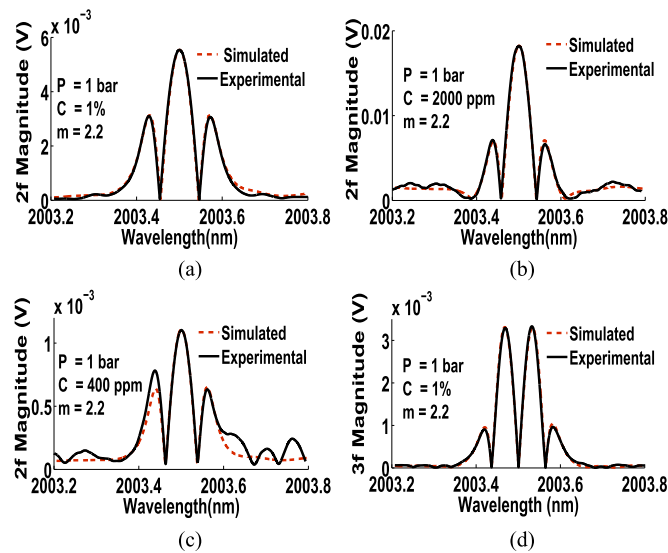 x 10⁻³
6
4
2
0
2f Magnitude (V)
P = 1 bar
C = 1%
m = 2.2
Simulated
Experimental
2003.2 2003.4 2003.6 2003.8
Wavelength(nm)
(a)
0.02
0.01
0
2f Magnitude (V)
P = 1 bar
C = 2000 ppm
m = 2.2
Simulated
Experimental
2003.2 2003.4 2003.6 2003.8
Wavelength(nm)
(b)
x 10⁻³
1
0.5
0
2f Magnitude (V)
P = 1 bar
C = 400 ppm
m = 2.2
Simulated
Experimental
2003.2 2003.4 2003.6 2003.8
Wavelength(nm)
(c)
x 10⁻³
4
3
2
1
0
3f Magnitude (V)
P = 1 bar
C = 1%
m = 2.2
Simulated
Experimental
2003.2 2003.4 2003.6 2003.8
Wavelength (nm)
(d)